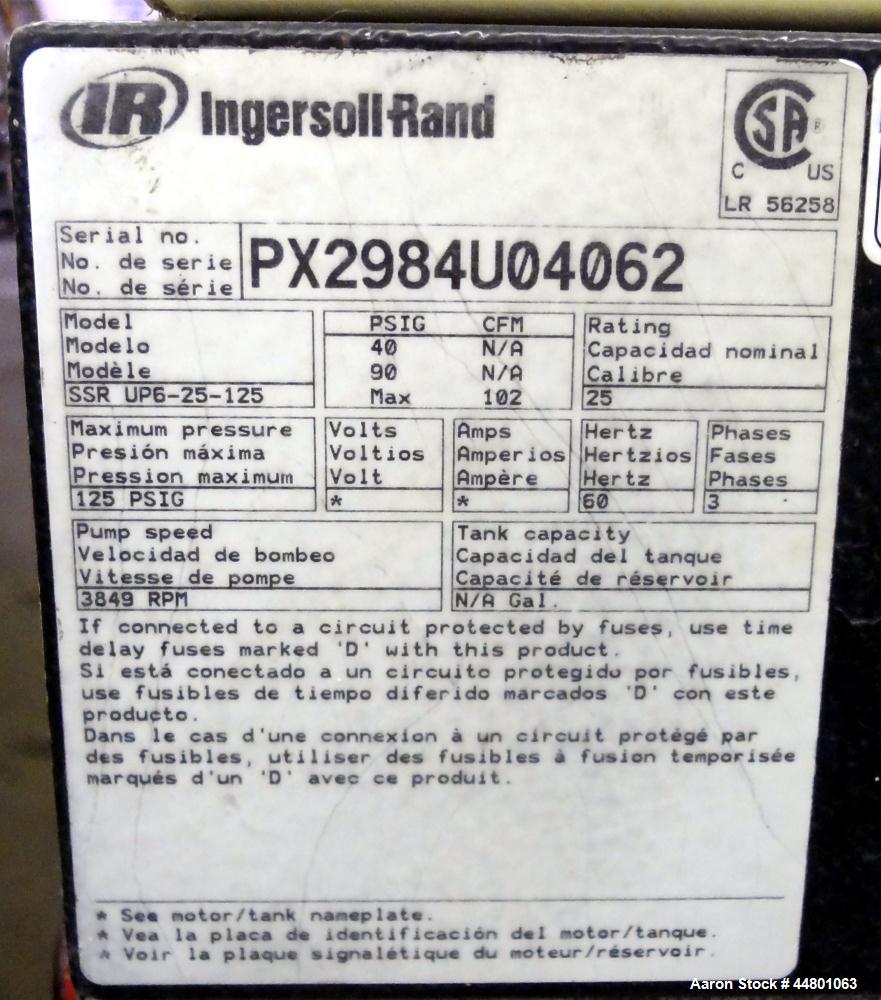 IR Ingersoll-Rand
CSA ®
C US
LR 56258
Serial no.
No. de serie
No. de série
PX2984U04062
Model
Modelo
Modèle
SSR UP6-25-125
PSIG CFM
40 N/A
90 N/A
Max 102
Rating
Capacidad nominal
Calibre
25
Maximum pressure
Presión máxima
Pression maximum
125 PSIG
Volts
Voltios
Volt
*
Amps
Amperios
Ampère
*
Hertz
Hertzios
Hertz
60
Phases
Fases
Phases
3
Pump speed
Velocidad de bombeo
Vitesse de pompe
3849 RPM
Tank capacity
Capacidad del tanque
Capacité de réservoir
N/A Gal.
If connected to a circuit protected by fuses, use time
delay fuses marked 'D' with this product.
Si está conectado a un circuito protegido por fusibles,
use fusibles de tiempo diferido marcados 'D' con este
producto.
Dans le cas d'une connexion à un circuit protégé par
des fusibles, utiliser des fusibles à fusion temporisée
marqués d'un 'D' avec ce produit.
* See motor/tank nameplate.
* Vea la placa de identificación del motor/tanque.
* Voir la plaque signalétique du moteur/réservoir.
Aaron Stock # 44801063